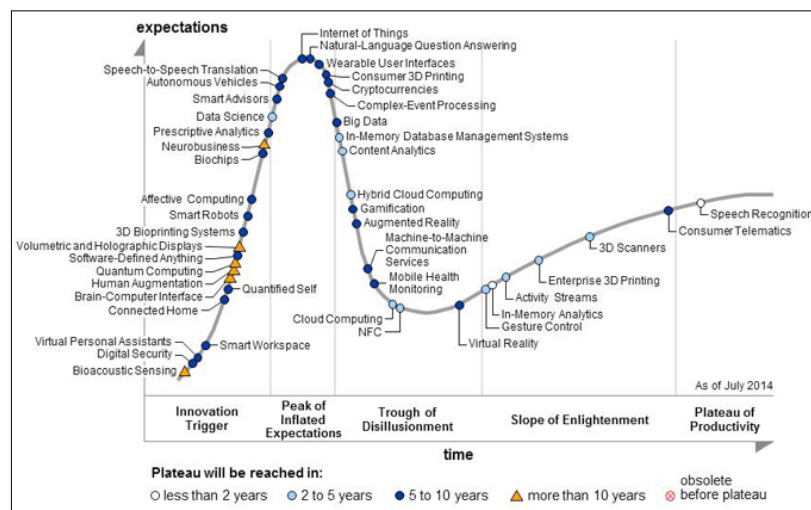 expectations
Internet of Things
Natural-Language Question Answering
Wearable User Interfaces
Speech-to-Speech Translation
Consumer 3D Printing
Autonomous Vehicles
Cryptocurrencies
Smart Advisors
Complex-Event Processing
Data Science
Big Data
Prescriptive Analytics
In-Memory Database Management Systems
Neurobusiness
Content Analytics
Biochips
Hybrid Cloud Computing
Affective Computing
Gamification
Smart Robots
Augmented Reality
Speech Recognition
3D Bioprinting Systems
Consumer Telematics
Machine-to-Machine
Communication
Services
Volumetric and Holographic Displays
3D Scanners
Software-Defined Anything
Quantum Computing
Mobile Health
Monitoring
Human Augmentation
Enterprise 3D Printing
Brain-Computer Interface
Quantified Self
Activity Streams
Connected Home
Cloud Computing
In-Memory Analytics
NFC
Gesture Control
Virtual Personal Assistants
Smart Workspace
Virtual Reality
Digital Security
Bioacoustic Sensing
As of July 2014
Innovation
Trigger
Peak of
Inflated
Expectations
Trough of
Disillusionment
Slope of Enlightenment
Plateau of
Productivity
time
Plateau will be reached in:
less than 2 years
2 to 5 years
5 to 10 years
more than 10 years
obsolete
before plateau